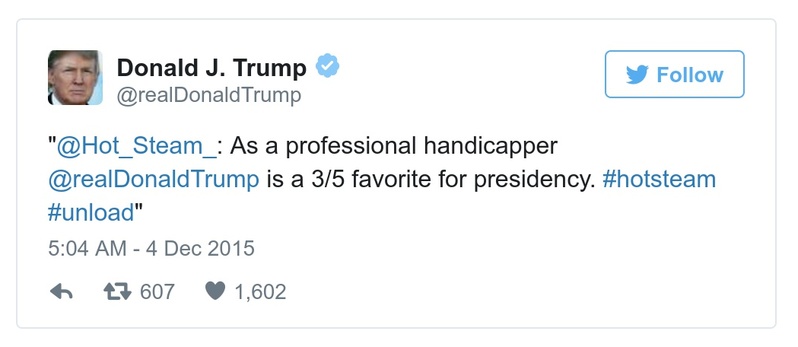 Donald J. Trump
@realDonaldTrump
Follow
"@Hot_Steam_: As a professional handicapper
@realDonaldTrump is a 3/5 favorite for presidency. #hotsteam
#unload"
5:04 AM - 4 Dec 2015
607 1,602